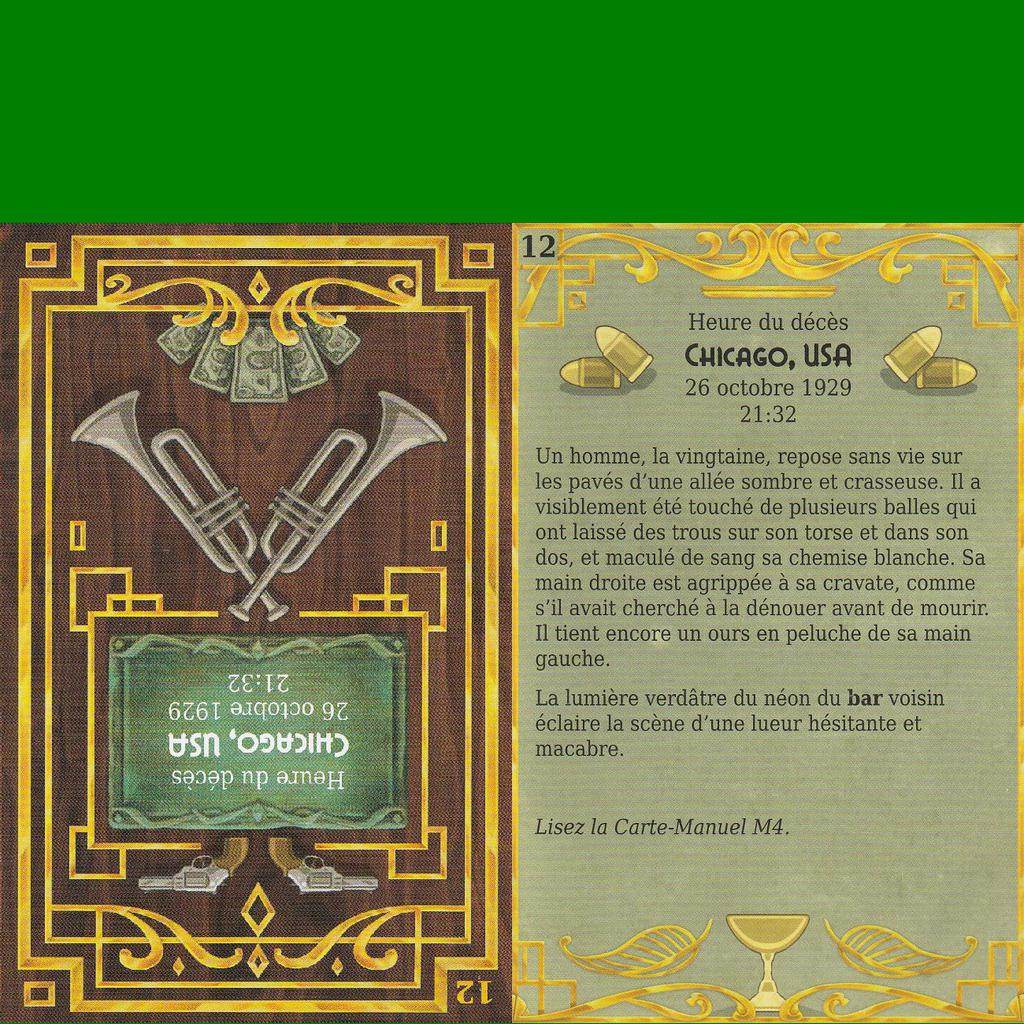 Heure du décès
CHICAGO, USA
26 octobre 1929
21:32
12
12
Heure du décès
CHICAGO, USA
26 octobre 1929
21:32
Un homme, la vingtaine, repose sans vie sur
les pavés d'une allée sombre et crasseuse. Il a
visiblement été touché de plusieurs balles qui
ont laissé des trous sur son torse et dans son
dos, et maculé de sang sa chemise blanche. Sa
main droite est agrippée à sa cravate, comme
s'il avait cherché à la dénouer avant de mourir.
Il tient encore un ours en peluche de sa main
gauche.
La lumière verdâtre du néon du bar voisin
éclaire la scène d'une lueur hésitante et
macabre.
Lisez la Carte-Manuel M4.